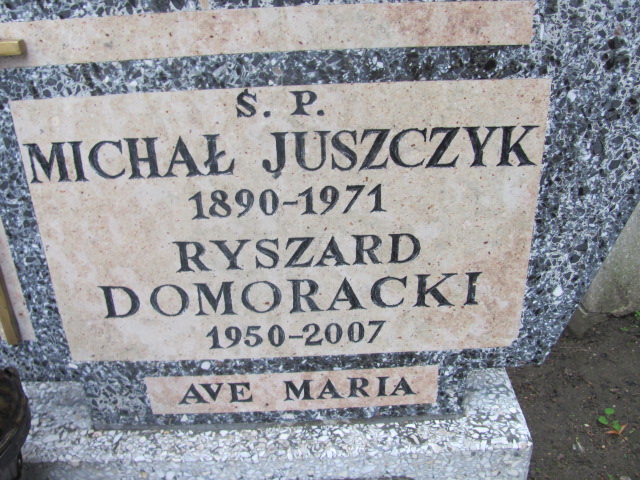 Ś. P.
MICHAŁ JUSZCZYK
1890-1971
RYSZARD
DOMORACKI
1950-2007
AVE MARIA